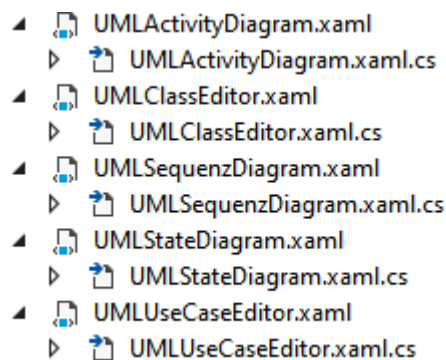 UMLActivityDiagram.xaml
UMLActivityDiagram.xaml.cs
UMLClassEditor.xaml
UMLClassEditor.xaml.cs
UMLSequenzDiagram.xaml
UMLSequenzDiagram.xaml.cs
UMLStateDiagram.xaml
UMLStateDiagram.xaml.cs
UMLUseCaseEditor.xaml
UMLUseCaseEditor.xaml.cs